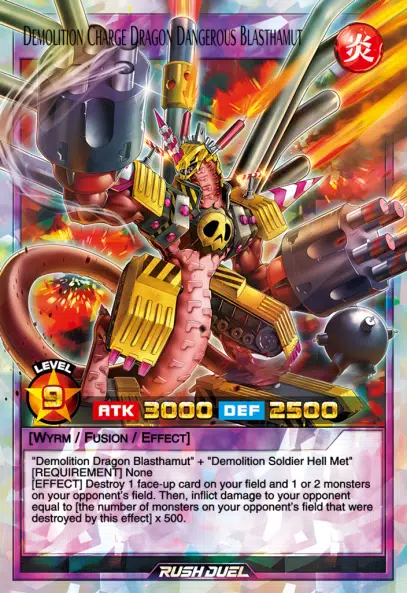 Demolition Charge Dragon Dangerous Blasthamut
炎
LEVEL
9
ATK 3000 DEF 2500
[Wyrm / Fusion / Effect]
"Demolition Dragon Blasthamut" + "Demolition Soldier Hell Met"
[REQUIREMENT] None
[EFFECT] Destroy 1 face-up card on your field and 1 or 2 monsters
on your opponent's field. Then, inflict damage to your opponent
equal to [the number of monsters on your opponent's field that were
destroyed by this effect] x 500.
RUSH DUEL